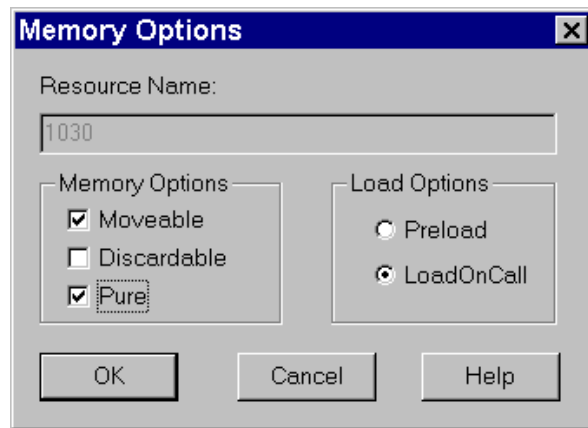 Memory Options
Resource Name:
1030
Memory Options
Moveable
Discardable
Pure
Load Options
Preload
LoadOnCall
OK
Cancel
Help